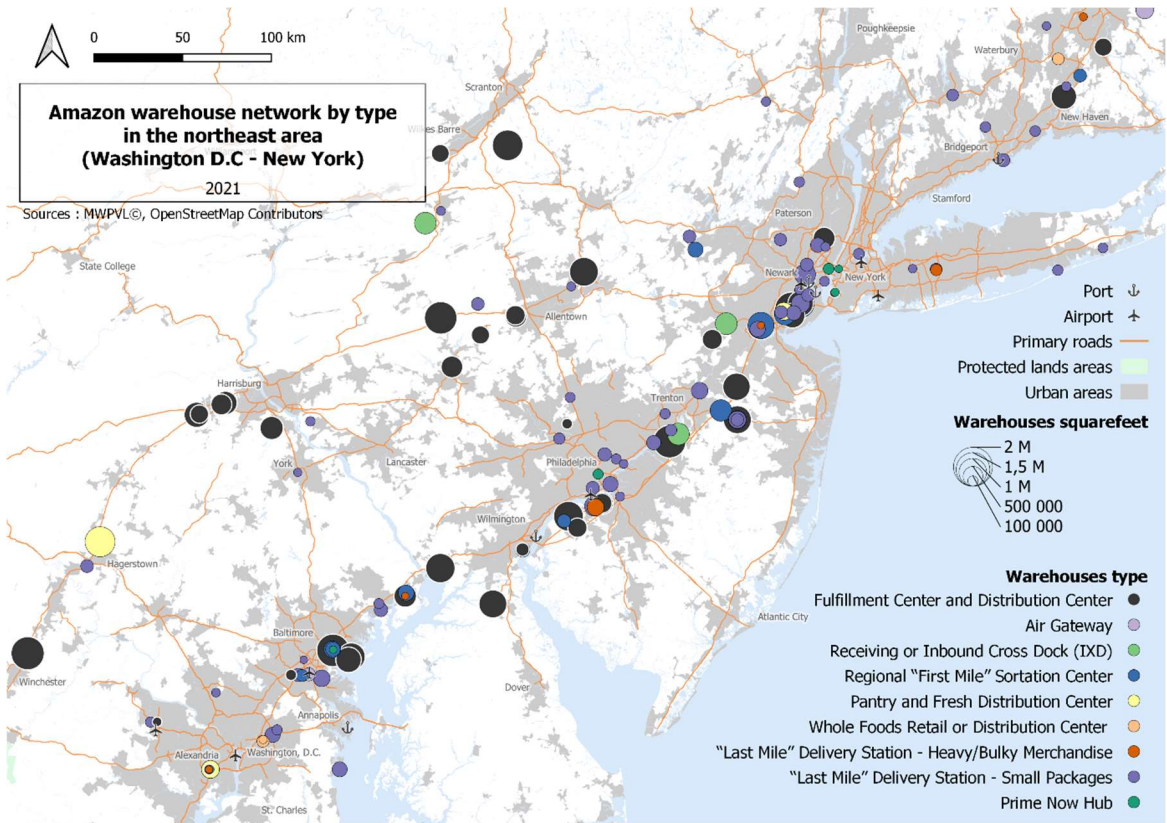 0 50 100 km
Amazon warehouse network by type
in the northeast area
(Washington D.C - New York)
2021
Sources : MWPVL©, OpenStreetMap Contributors
Poughkeepsie
Waterbury
Scranton
New Haven
Wilkes Barre
Bridgeport
Stamford
Paterson
State College
Newark
New York
Allentown
Harrisburg
Trenton
Lancaster
York
Philadelphia
Wilmington
Hagerstown
Atlantic City
Baltimore
Winchester
Dover
Annapolis
Alexandria
Washington, D.C.
St. Charles
Port
Airport
Primary roads
Protected lands areas
Urban areas
Warehouses squarefeet
2 M
1,5 M
1 M
500 000
100 000
Warehouses type
Fulfillment Center and Distribution Center
Air Gateway
Receiving or Inbound Cross Dock (IXD)
Regional “First Mile” Sortation Center
Pantry and Fresh Distribution Center
Whole Foods Retail or Distribution Center
“Last Mile” Delivery Station - Heavy/Bulky Merchandise
“Last Mile” Delivery Station - Small Packages
Prime Now Hub